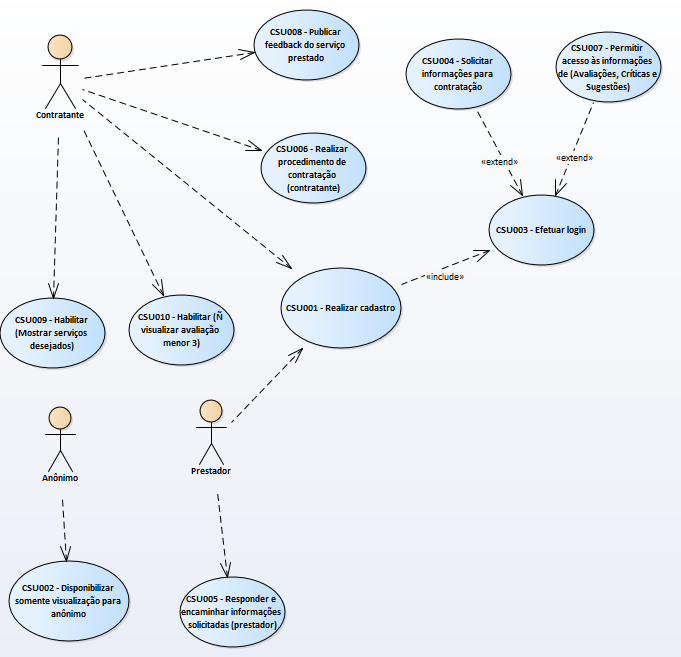 CSU008 - Publicar
feedback do serviço
prestado
CSU004 - Solicitar
informações para
contratação
CSU007 - Permitir
acesso às informações
de (Avaliações, Críticas e
Sugestões)
Contratante
CSU006 - Realizar
procedimento de
contratação
(contratante)
«extend»
«extend»
CSU003 - Efetuar login
«include»
CSU001 - Realizar cadastro
CSU009 - Habilitar
(Mostrar serviços
desejados)
CSU010 - Habilitar (Ñ
visualizar avaliação
menor 3)
Anônimo
Prestador
CSU002 - Disponibilizar
somente visualização para
anônimo
CSU005 - Responder e
encaminhar informações
solicitadas (prestador)